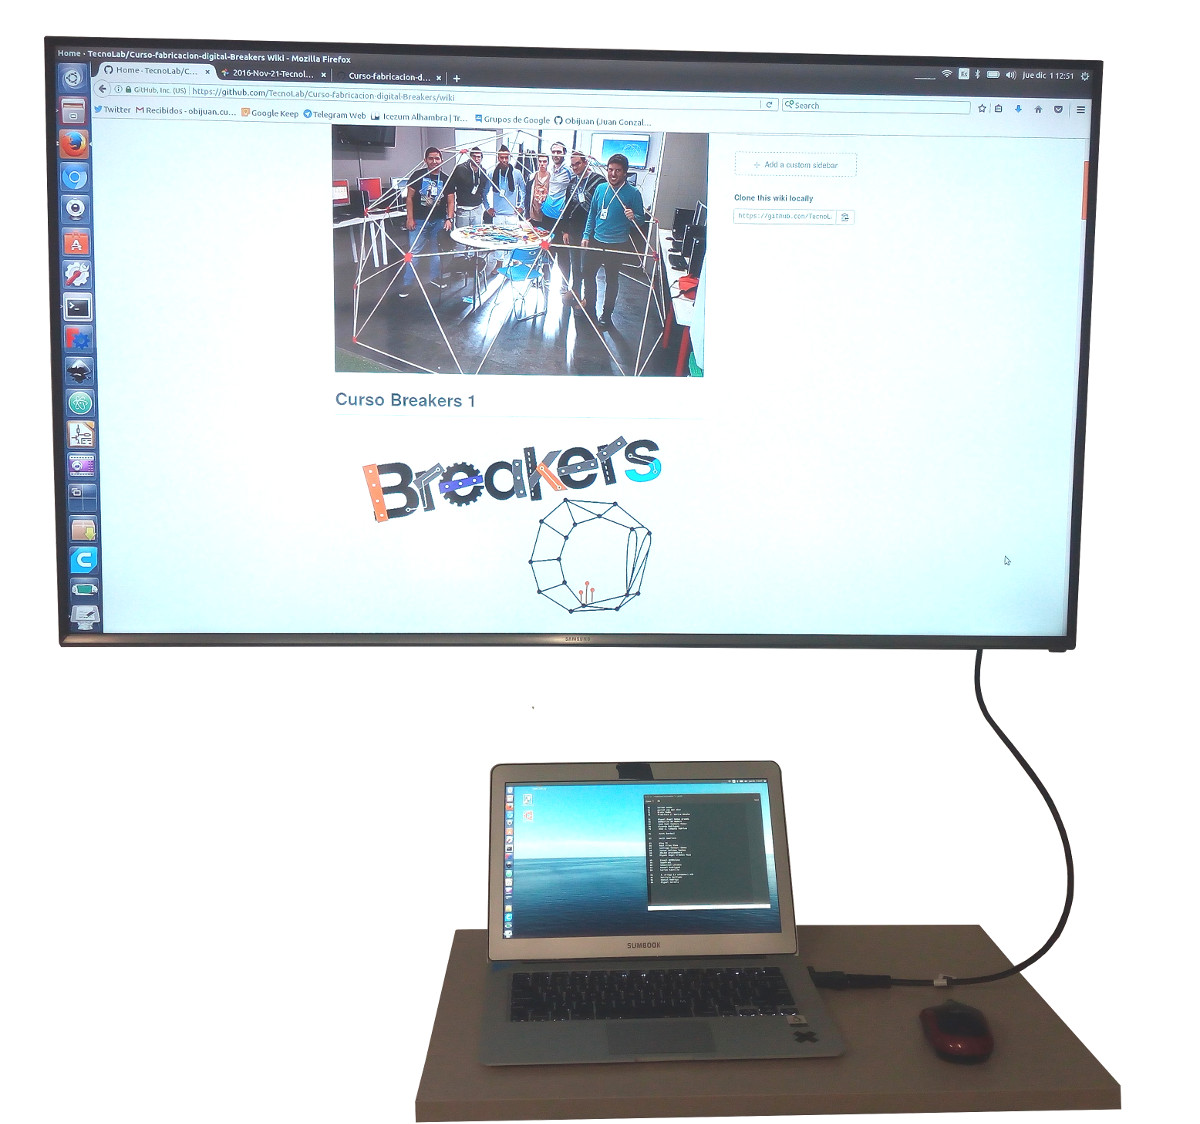 Home - TecnoLab/Curso-fabricacion-digital-Breakers Wiki - Mozilla Firefox
Jue dic 1 12:51
Home - TecnoLab/C... × 2016-Nov-21-Tecnol... × Curso-fabricacion-d... × +
GitHub, Inc. (US) https://github.com/TecnoLab/Curso-fabricacion-digital-Breakers/wiki
Search
Twitter Recibidos - obijuan.cu... Google Keep Telegram Web Icezum Alhambra | Tr... Grupos de Google Obijuan (Juan Gonzal...
+ Add a custom sidebar
Clone this wiki locally
https://github.com/TecnoL
Curso Breakers 1
Breakers
SAMSUNG
SLIMBOOK